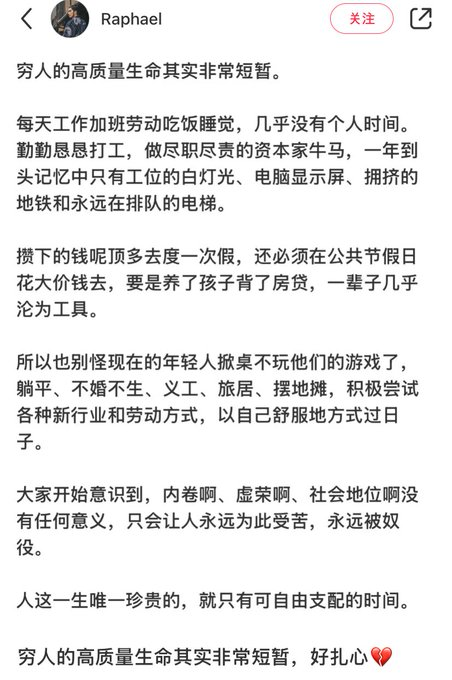 Raphael
关注
穷人的高质量生命其实非常短暂。
每天工作加班劳动吃饭睡觉，几乎没有个人时间。
勤勤恳恳打工，做尽职尽责的资本家牛马，一年到
头记忆中只有工位的白灯光、电脑显示屏、拥挤的
地铁和永远在排队的电梯。
攒下的钱呢顶多去度一次假，还必须在公共节假日
花大价钱去，要是养了孩子背了房贷，一辈子几乎
沦为工具。
所以也别怪现在的年轻人掀桌不玩他们的游戏了，
躺平、不婚不生、义工、旅居、摆地摊，积极尝试
各种新行业和劳动方式，以自己舒服地方式过日
子。
大家开始意识到，内卷啊、虚荣啊、社会地位啊没
有任何意义，只会让人永远为此受苦，永远被奴
役。
人这一生唯一珍贵的，就只有可自由支配的时间。
穷人的高质量生命其实非常短暂，好扎心💔